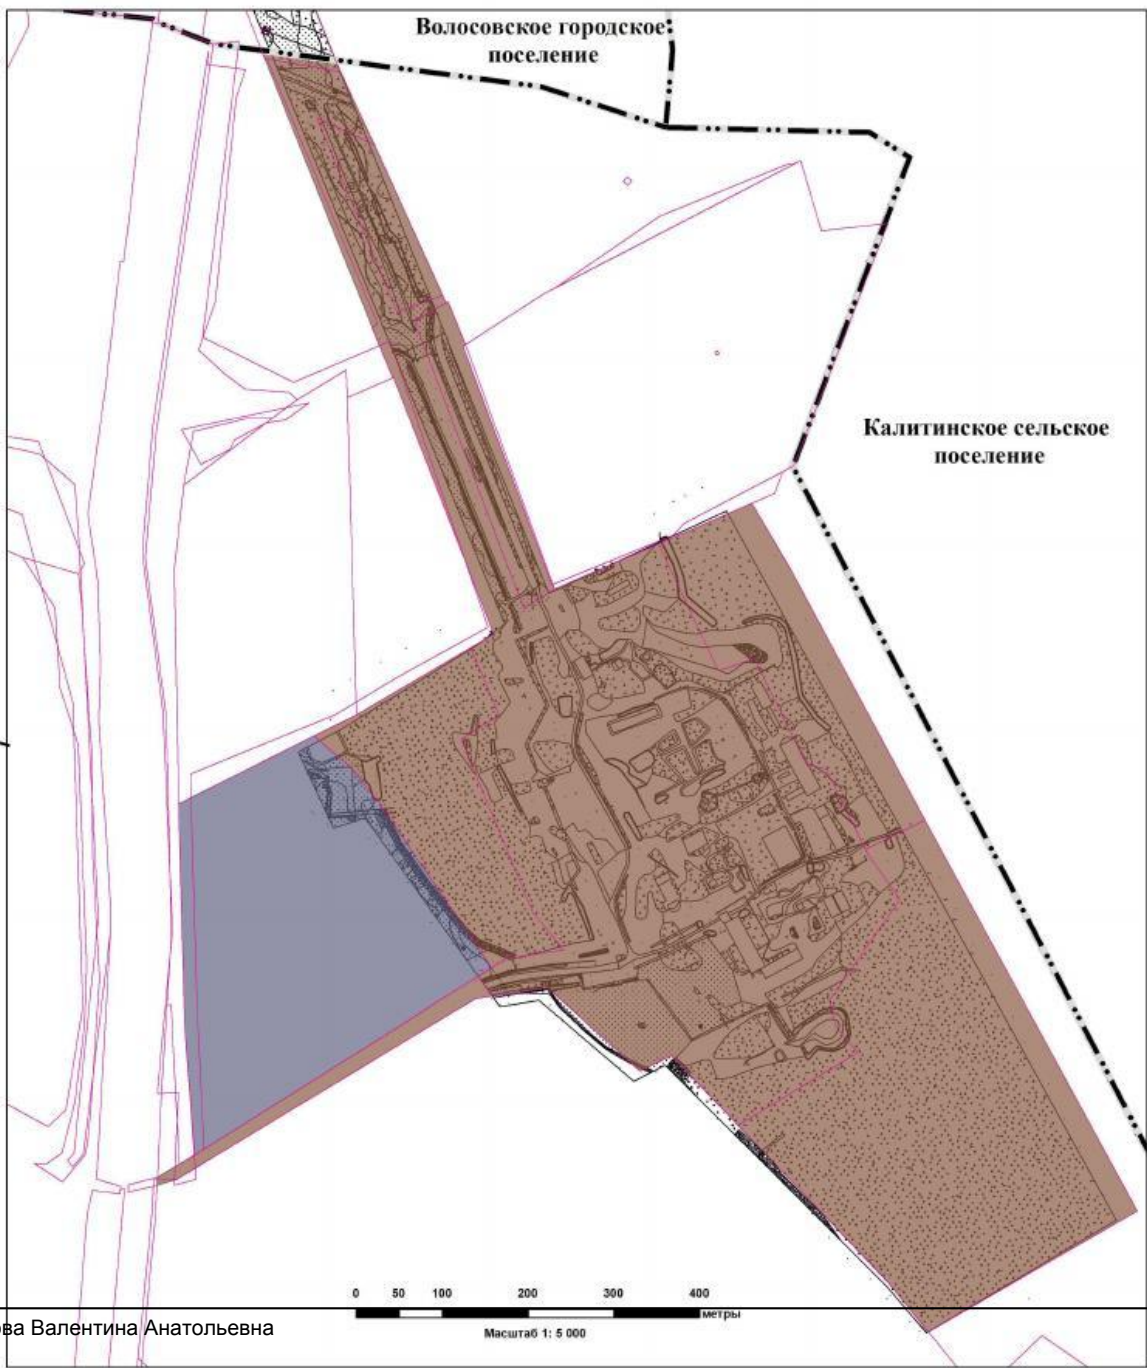 Волосовское городское
поселение
Калитинское сельское
поселение
0 50 100 200 300 400
метры
Масштаб 1: 5 000
Валентина Анатольевна